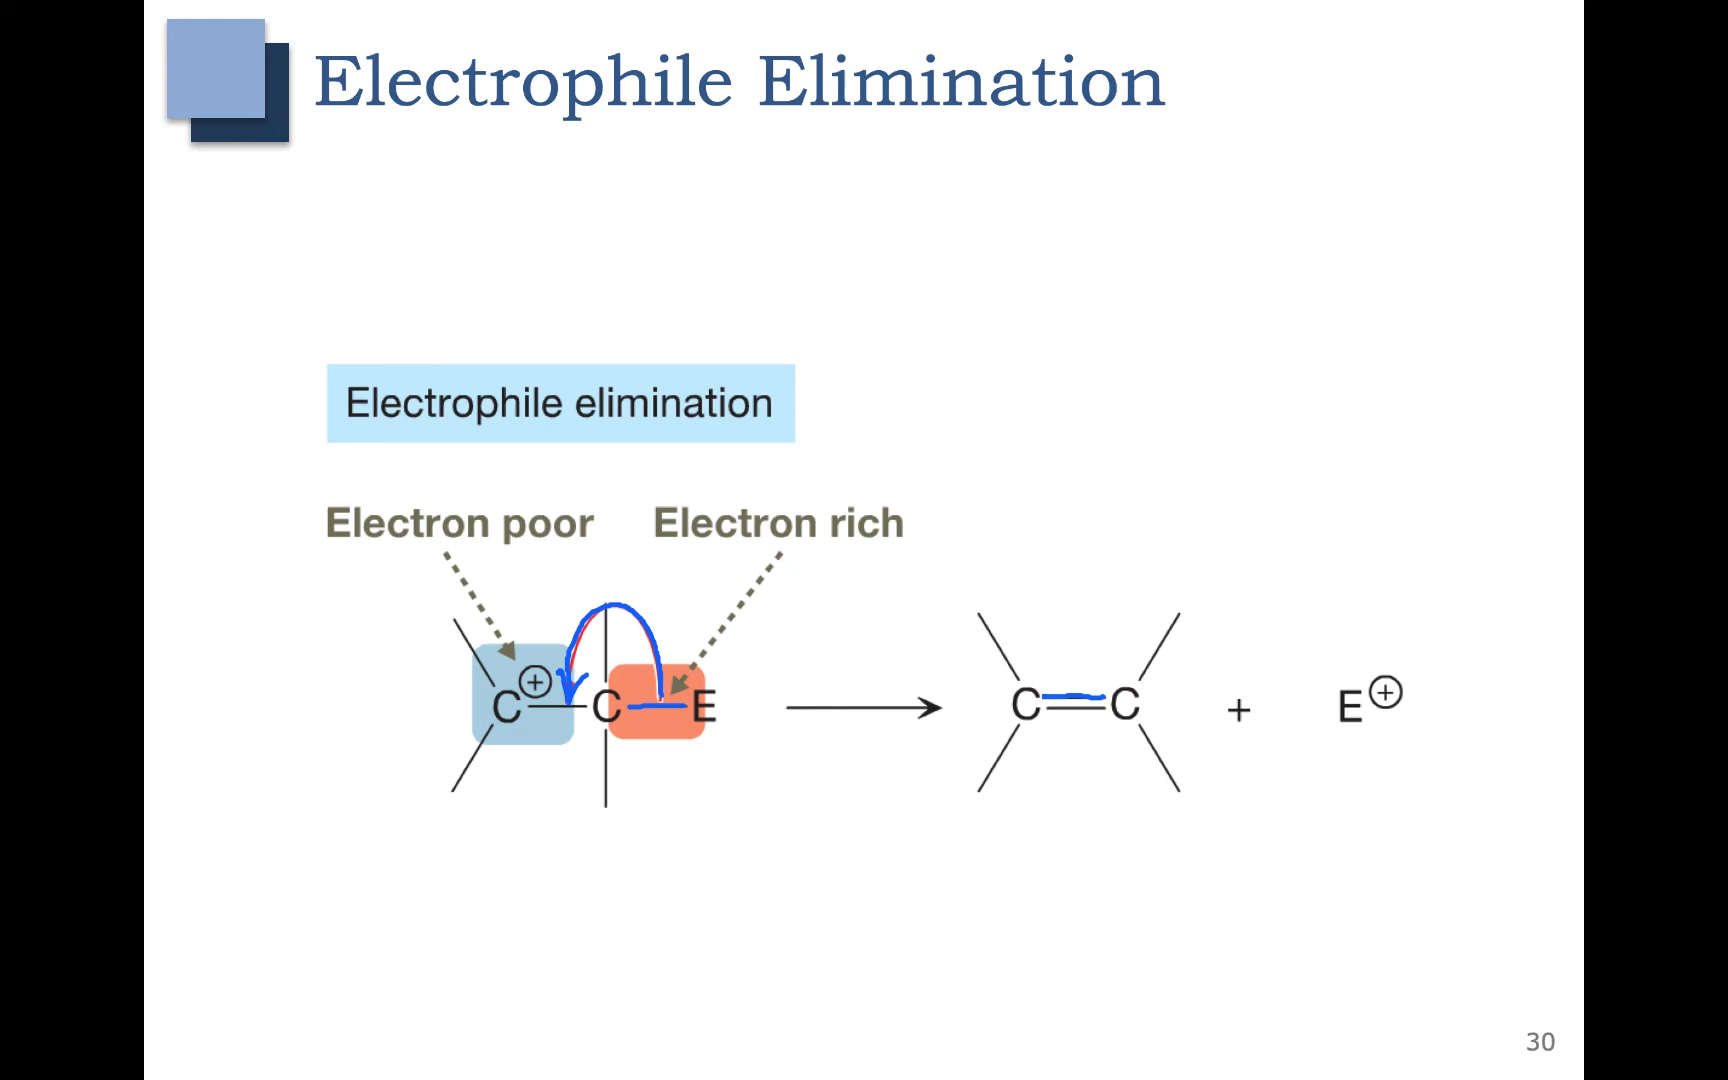 Electrophile Elimination
Electrophile elimination
Electron poor Electron rich
C⊕ C E C C + E⊕
30